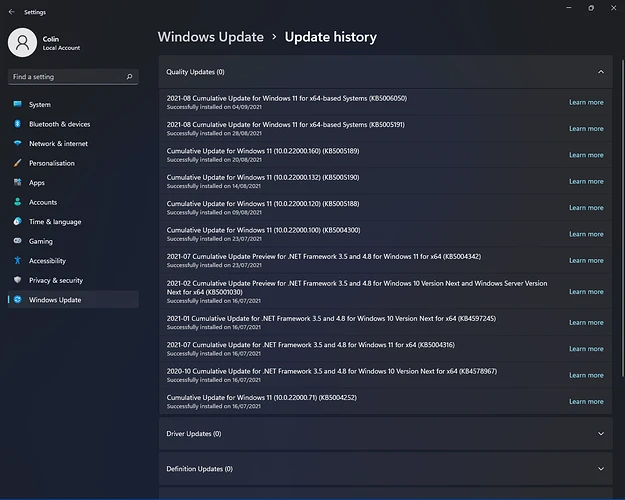 Settings
Colin
Local Account
Find a setting
System
Bluetooth & devices
Network & internet
Personalisation
Apps
Accounts
Time & language
Gaming
Accessibility
Privacy & security
Windows Update
Windows Update > Update history
Quality Updates (0)
2021-08 Cumulative Update for Windows 11 for x64-based Systems (KB5006050)
Successfully installed on 04/09/2021
Learn more
2021-08 Cumulative Update for Windows 11 for x64-based Systems (KB5005191)
Successfully installed on 28/08/2021
Learn more
Cumulative Update for Windows 11 (10.0.22000.160) (KB5005189)
Successfully installed on 20/08/2021
Learn more
Cumulative Update for Windows 11 (10.0.22000.132) (KB5005190)
Successfully installed on 14/08/2021
Learn more
Cumulative Update for Windows 11 (10.0.22000.120) (KB5005188)
Successfully installed on 09/08/2021
Learn more
Cumulative Update for Windows 11 (10.0.22000.100) (KB5004300)
Successfully installed on 23/07/2021
Learn more
2021-07 Cumulative Update Preview for .NET Framework 3.5 and 4.8 for Windows 11 for x64 (KB5004342)
Successfully installed on 23/07/2021
Learn more
2021-02 Cumulative Update Preview for .NET Framework 3.5 and 4.8 for Windows 10 Version Next and Windows Server Version
Next for x64 (KB5001030)
Successfully installed on 16/07/2021
Learn more
2021-01 Cumulative Update for .NET Framework 3.5 and 4.8 for Windows 10 Version Next for x64 (KB4597245)
Successfully installed on 16/07/2021
Learn more
2021-07 Cumulative Update for .NET Framework 3.5 and 4.8 for Windows 11 for x64 (KB5004316)
Successfully installed on 16/07/2021
Learn more
2020-10 Cumulative Update for .NET Framework 3.5 and 4.8 for Windows 10 Version Next for x64 (KB4578967)
Successfully installed on 16/07/2021
Learn more
Cumulative Update for Windows 11 (10.0.22000.71) (KB5004252)
Successfully installed on 16/07/2021
Learn more
Driver Updates (0)
Definition Updates (0)